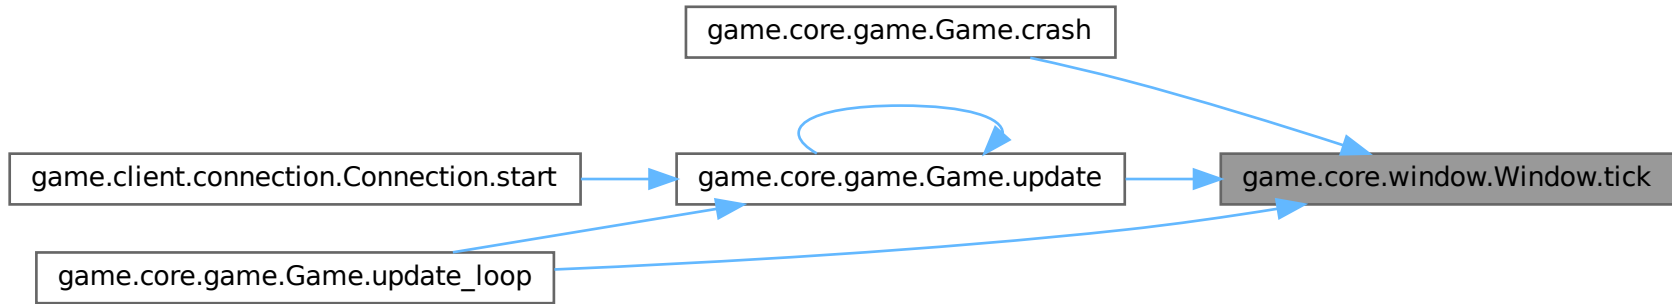 game.core.game.Game.crash
game.client.connection.Connection.start
game.core.game.Game.update
game.core.window.Window.tick
game.core.game.Game.update_loop